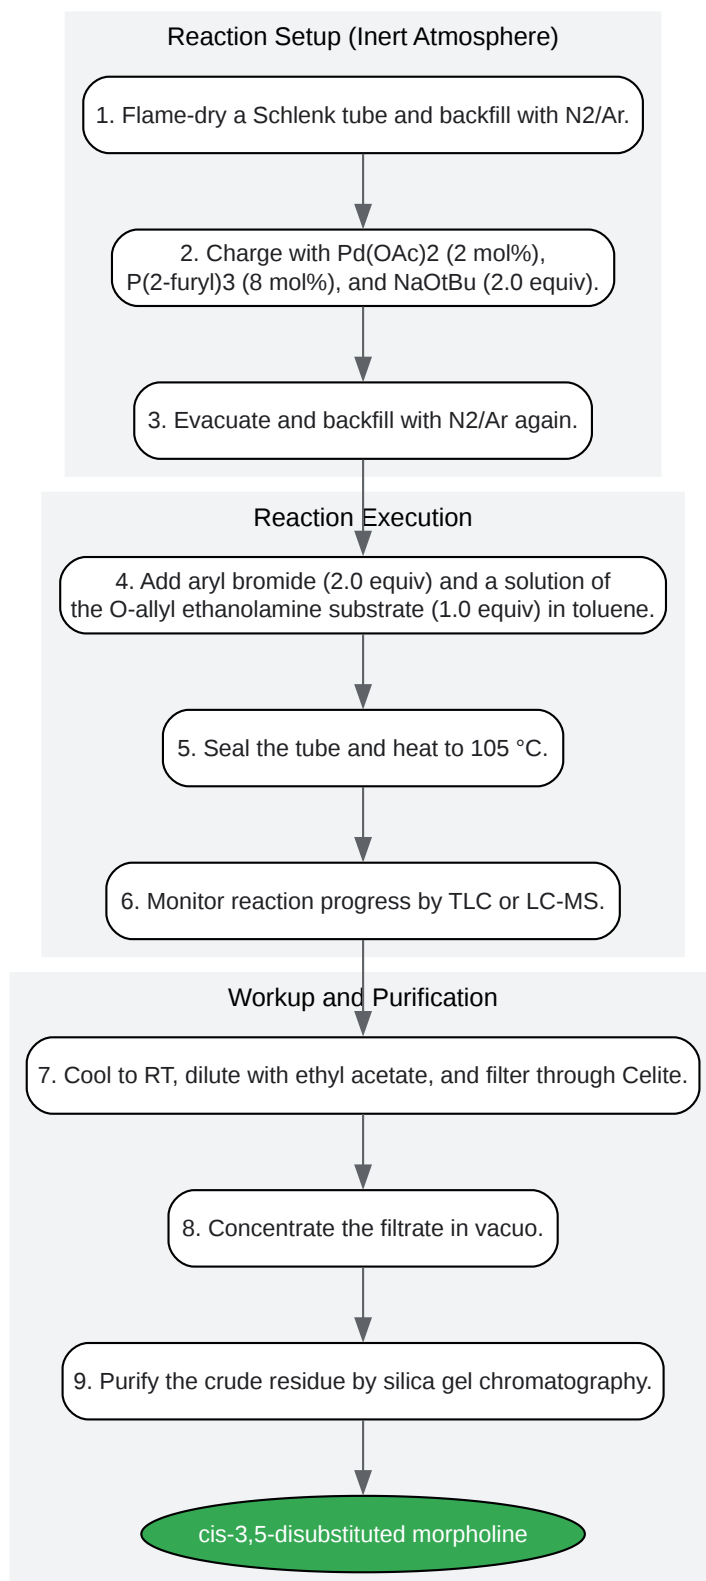 Reaction Setup (Inert Atmosphere)
1. Flame-dry a Schlenk tube and backfill with N2/Ar.
2. Charge with Pd(OAc)2 (2 mol%),
P(2-furyl)3 (8 mol%), and NaOtBu (2.0 equiv).
3. Evacuate and backfill with N2/Ar again.
Reaction Execution
4. Add aryl bromide (2.0 equiv) and a solution of
the O-allyl ethanolamine substrate (1.0 equiv) in toluene.
5. Seal the tube and heat to 105 °C.
6. Monitor reaction progress by TLC or LC-MS.
Workup and Purification
7. Cool to RT, dilute with ethyl acetate, and filter through Celite.
8. Concentrate the filtrate in vacuo.
9. Purify the crude residue by silica gel chromatography.
cis-3,5-disubstituted morpholine